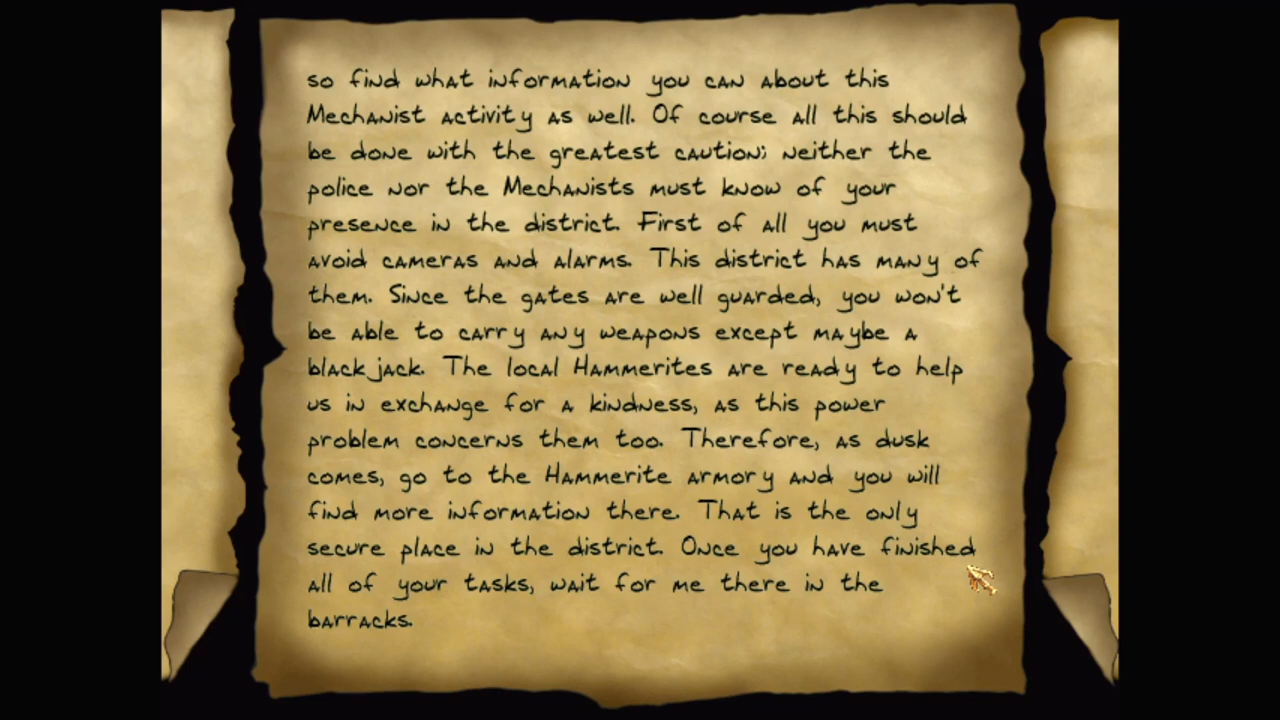 so find what information you can about this
Mechanist activity as well. Of course all this should
be done with the greatest caution; neither the
police nor the Mechanists must know of your
presence in the district. First of all you must
avoid cameras and alarms. This district has many of
them. Since the gates are well guarded, you won't
be able to carry any weapons except maybe a
blackjack. The local Hammerites are ready to help
us in exchange for a kindness, as this power
problem concerns them too. Therefore, as dusk
comes, go to the Hammerite armory and you will
find more information there. That is the only
secure place in the district. Once you have finished
all of your tasks, wait for me there in the
barracks.